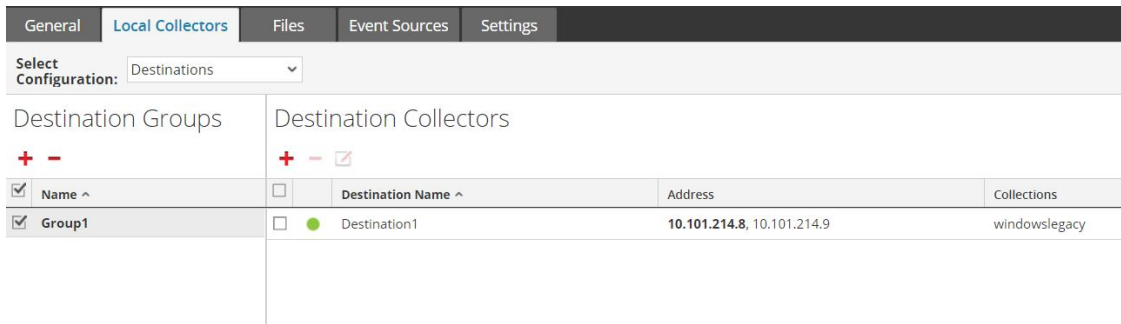 General Local Collectors Files Event Sources Settings
Select
Configuration: Destinations
Destination Groups Destination Collectors
Name Destination Name Address Collections
Group1 Destination1 10.101.214.8, 10.101.214.9 windowslegacy